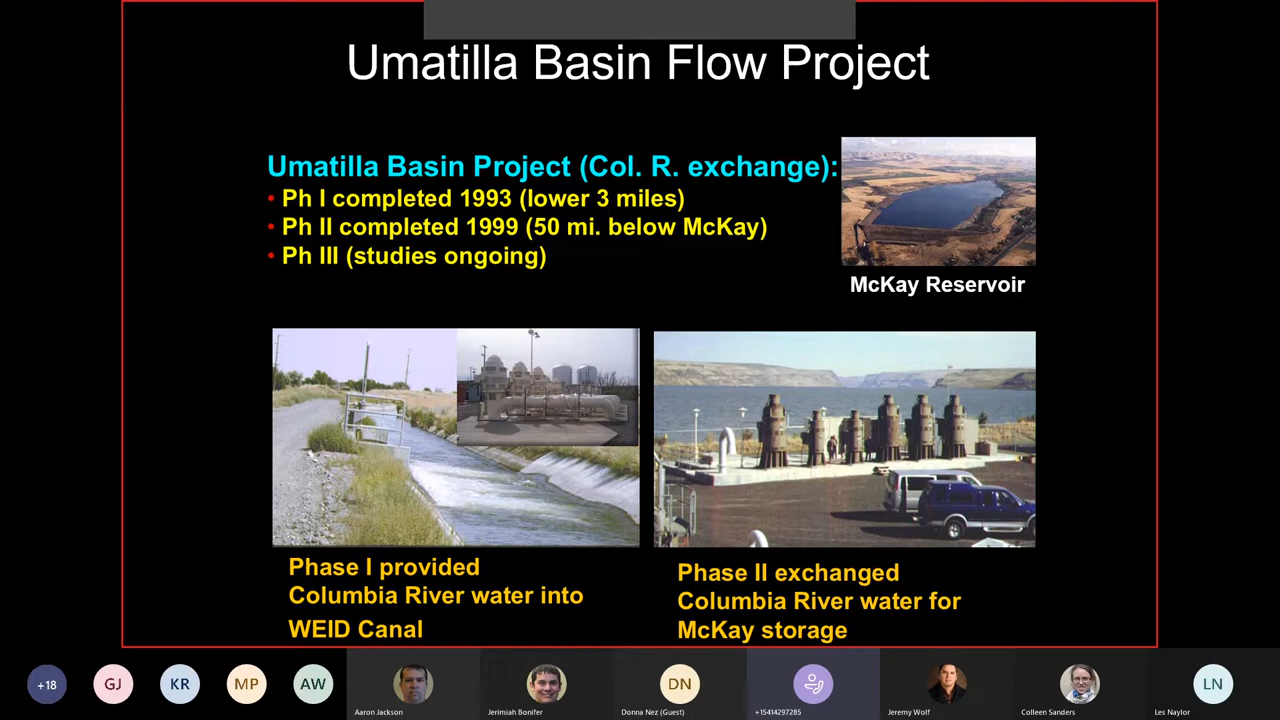 Umatilla Basin Flow Project
Umatilla Basin Project (Col. R. exchange):
• Ph I completed 1993 (lower 3 miles)
• Ph II completed 1999 (50 mi. below McKay)
• Ph III (studies ongoing)
McKay Reservoir
Phase I provided
Columbia River water into
WEID Canal
Phase II exchanged
Columbia River water for
McKay storage
+18
GJ
KR
MP
AW
Aaron Jackson
Jerimiah Bonifer
DN
Donna Nez (Guest)
+15414297285
Jeremy Wolf
Colleen Sanders
LN
Les Naylor